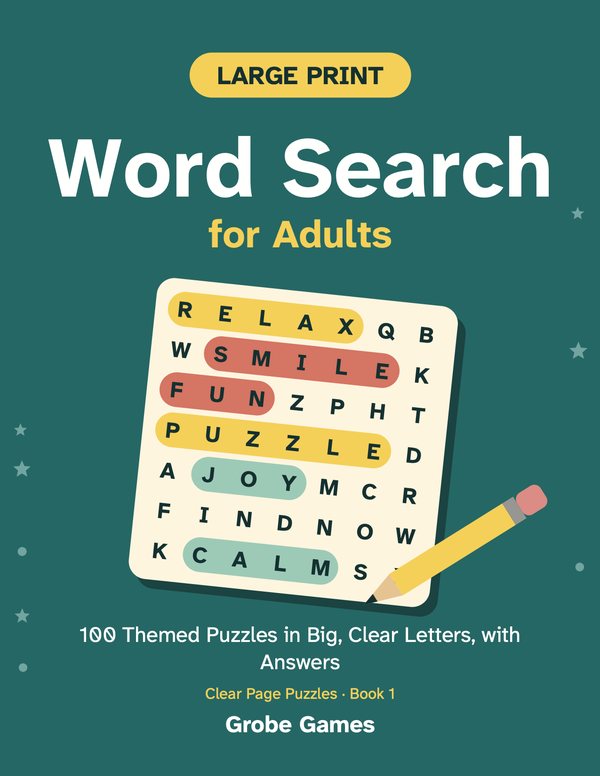 LARGE PRINT
Word Search
for Adults
R E L A X Q B
W S M I L E K
F U N Z P H T
P U Z Z L E D
A J O Y M C R
F I N D N O W
K C A L M S
100 Themed Puzzles in Big, Clear Letters, with
Answers
Clear Page Puzzles · Book 1
Grobe Games